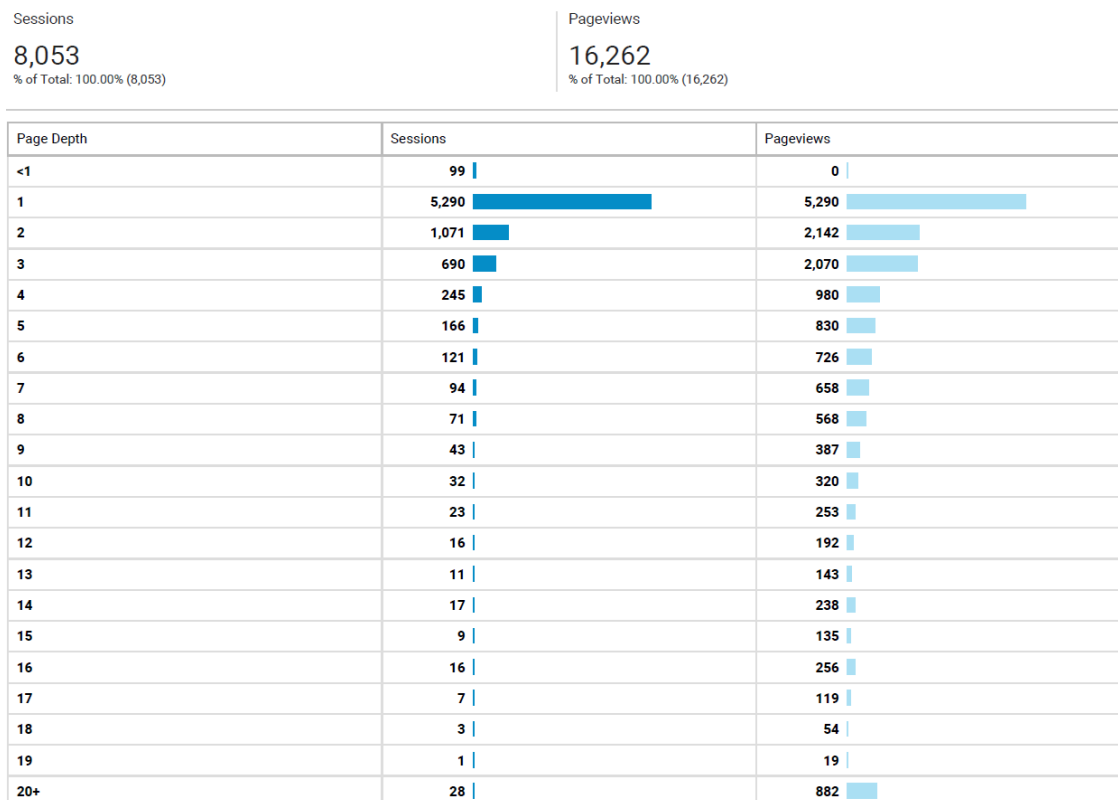 Sessions Pageviews
8,053 16,262
% of Total: 100.00% (8,053) % of Total: 100.00% (16,262)
Page Depth Sessions Pageviews
<1 99 0
1 5,290 5,290
2 1,071 2,142
3 690 2,070
4 245 980
5 166 830
6 121 726
7 94 658
8 71 568
9 43 387
10 32 320
11 23 253
12 16 192
13 11 143
14 17 238
15 9 135
16 16 256
17 7 119
18 3 54
19 1 19
20+ 28 882